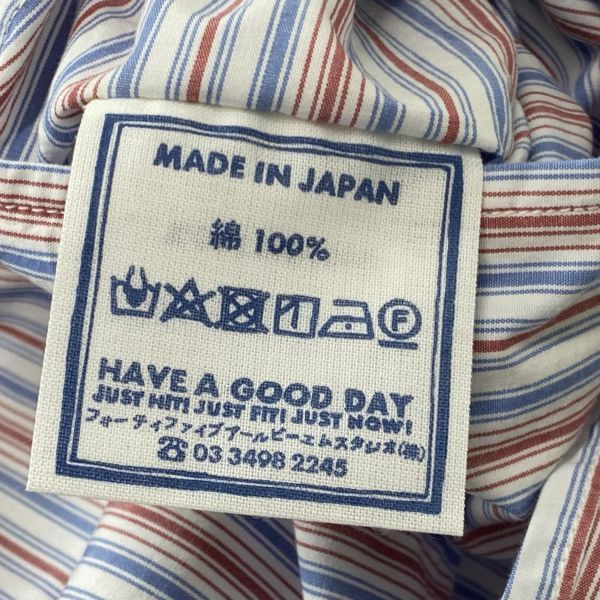 MADE IN JAPAN
綿 100%
F
HAVE A GOOD DAY
JUST HIT! JUST FIT! JUST NOW!
フォーティファイブアールピーエムスタジオ(株)
☎ 03 3498 2245